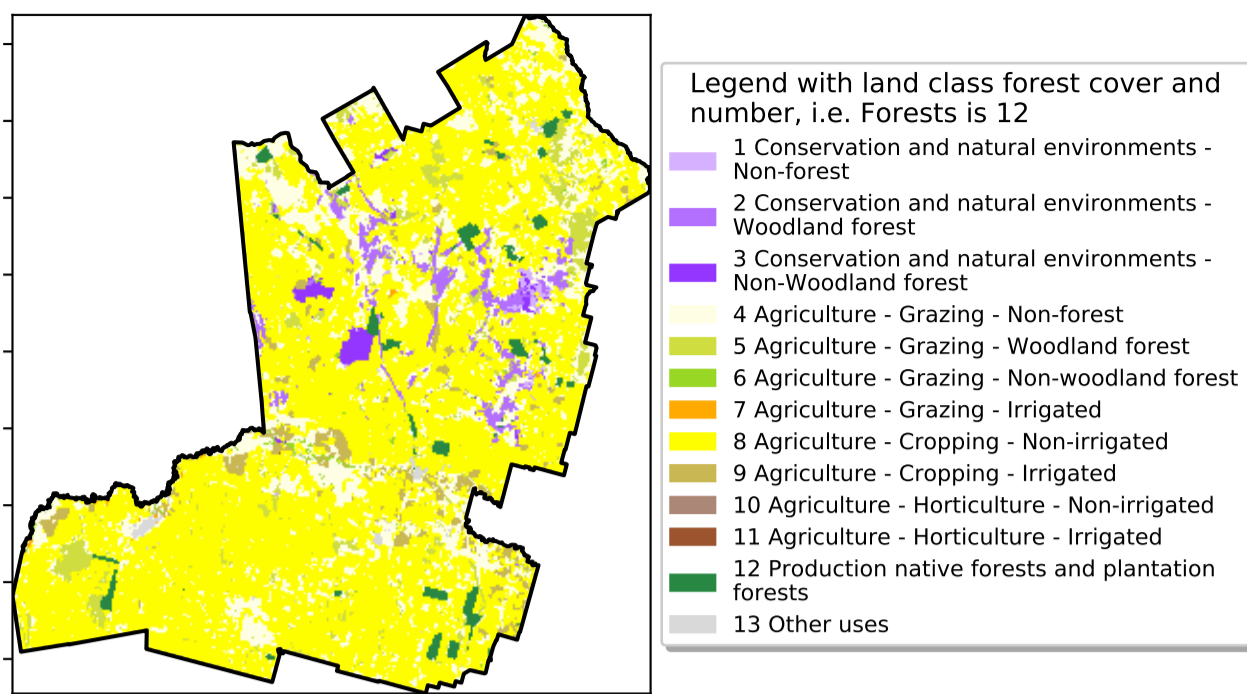 Legend with land class forest cover and
number, i.e. Forests is 12
1 Conservation and natural environments -
Non-forest
2 Conservation and natural environments -
Woodland forest
3 Conservation and natural environments -
Non-Woodland forest
4 Agriculture - Grazing - Non-forest
5 Agriculture - Grazing - Woodland forest
6 Agriculture - Grazing - Non-woodland forest
7 Agriculture - Grazing - Irrigated
8 Agriculture - Cropping - Non-irrigated
9 Agriculture - Cropping - Irrigated
10 Agriculture - Horticulture - Non-irrigated
11 Agriculture - Horticulture - Irrigated
12 Production native forests and plantation
forests
13 Other uses